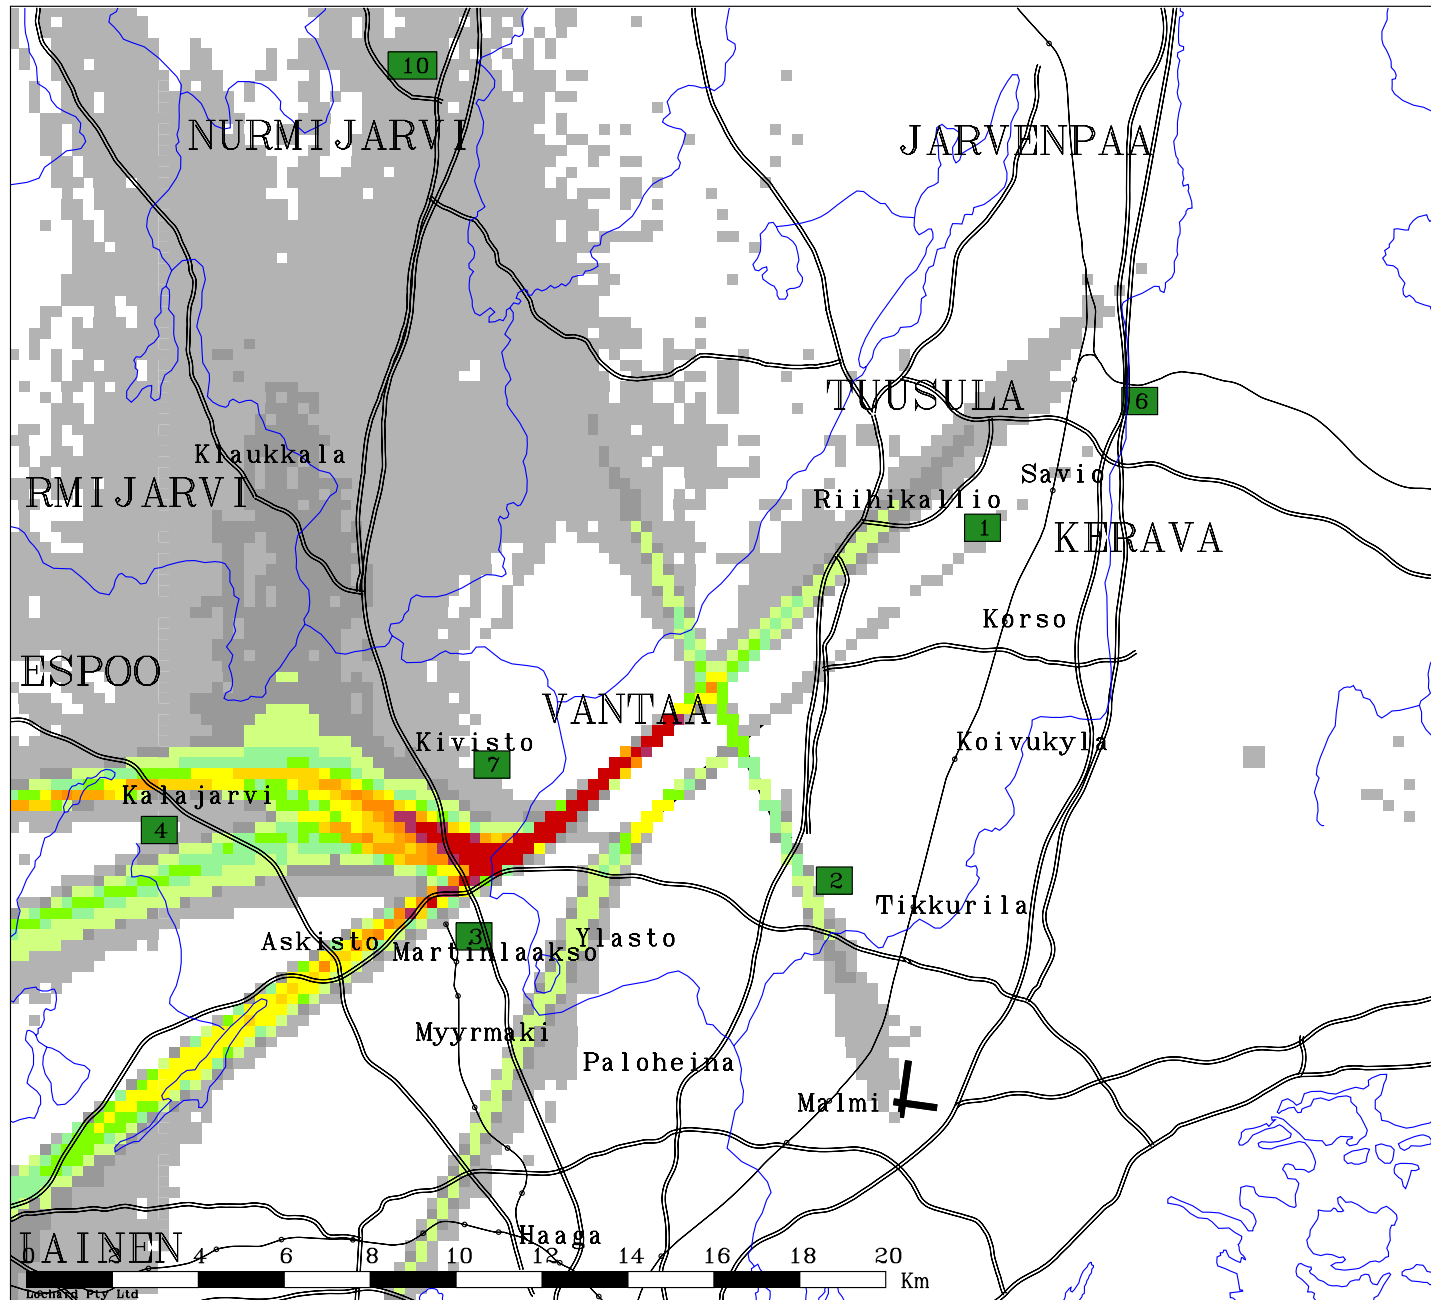 10
NURMIJARVI
JARVENPAA
TUUSULA
6
Klaukkala
RMIJARVI
Savio
Riihikallio
1
KERAVA
Korso
ESPOO
VANTAA
Kivisto
Koivukyla
7
Kalajarvi
4
2
Tikkurila
Askisto
3
Ylasto
Martinlaakso
Myyrmaki
Paloheina
Malmi
Haaga
IAINEN
0 2 4 6 8 10 12 14 16 18 20
Km
Lochard Pty Ltd